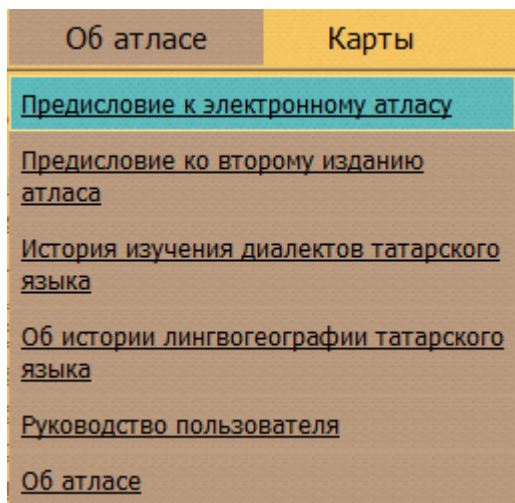 Об атласе Карты
Предисловие к электронному атласу
Предисловие ко второму изданию
атласа
История изучения диалектов татарского
языка
Об истории лингвогеографии татарского
языка
Руководство пользователя
Об атласе